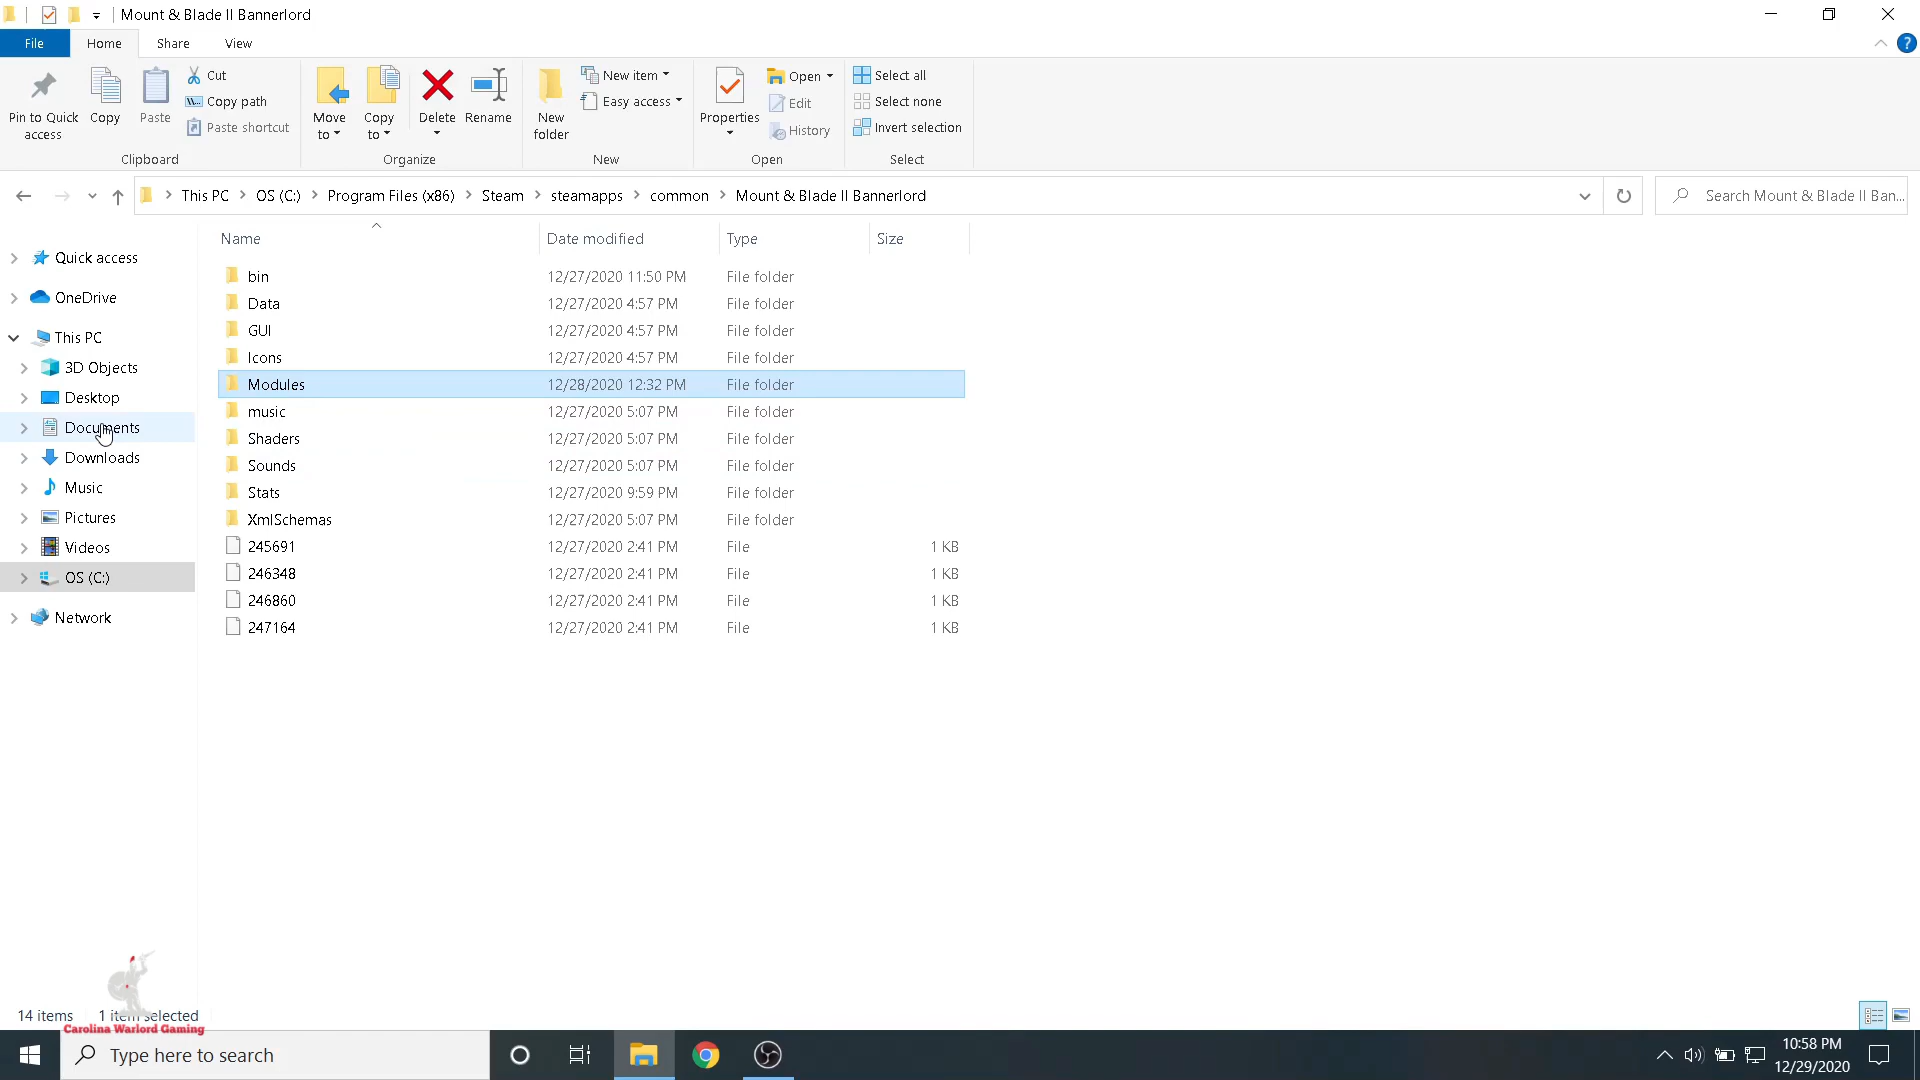 Mount & Blade II Bannerlord
File Home Share View
Pin to Quick access
Copy
Paste
Cut
Copy path
Paste shortcut
Clipboard
Move to
Copy to
Delete
Rename
Organize
New folder
New item
Easy access
New
Properties
Open
Edit
History
Open
Select all
Select none
Invert selection
Select
This PC OS (C:) Program Files (x86) Steam steamapps common Mount & Blade II Bannerlord
Search Mount & Blade II Ban...
Quick access
OneDrive
This PC
3D Objects
Desktop
Documents
Downloads
Music
Pictures
Videos
OS (C:)
Network
Name Date modified Type Size
bin 12/27/2020 11:50 PM File folder
Data 12/27/2020 4:57 PM File folder
GUI 12/27/2020 4:57 PM File folder
Icons 12/27/2020 4:57 PM File folder
Modules 12/28/2020 12:32 PM File folder
music 12/27/2020 5:07 PM File folder
Shaders 12/27/2020 5:07 PM File folder
Sounds 12/27/2020 5:07 PM File folder
Stats 12/27/2020 9:59 PM File folder
XmlSchemas 12/27/2020 5:07 PM File folder
245691 12/27/2020 2:41 PM File 1 KB
246348 12/27/2020 2:41 PM File 1 KB
246860 12/27/2020 2:41 PM File 1 KB
247164 12/27/2020 2:41 PM File 1 KB
14 items 1 item selected
Carolina Warlord Gaming
Type here to search
10:58 PM
12/29/2020